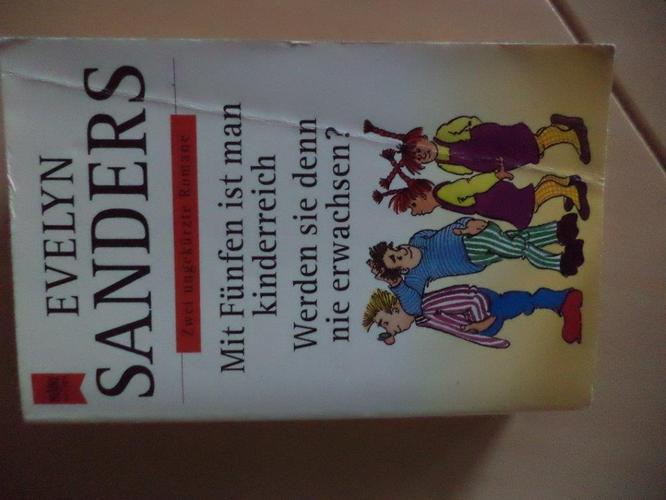 EVELYN
SANDERS
Zwei ungekürzte Romane
Mit Fünfen ist man
kinderreich
Werden sie denn
nie erwachsen?